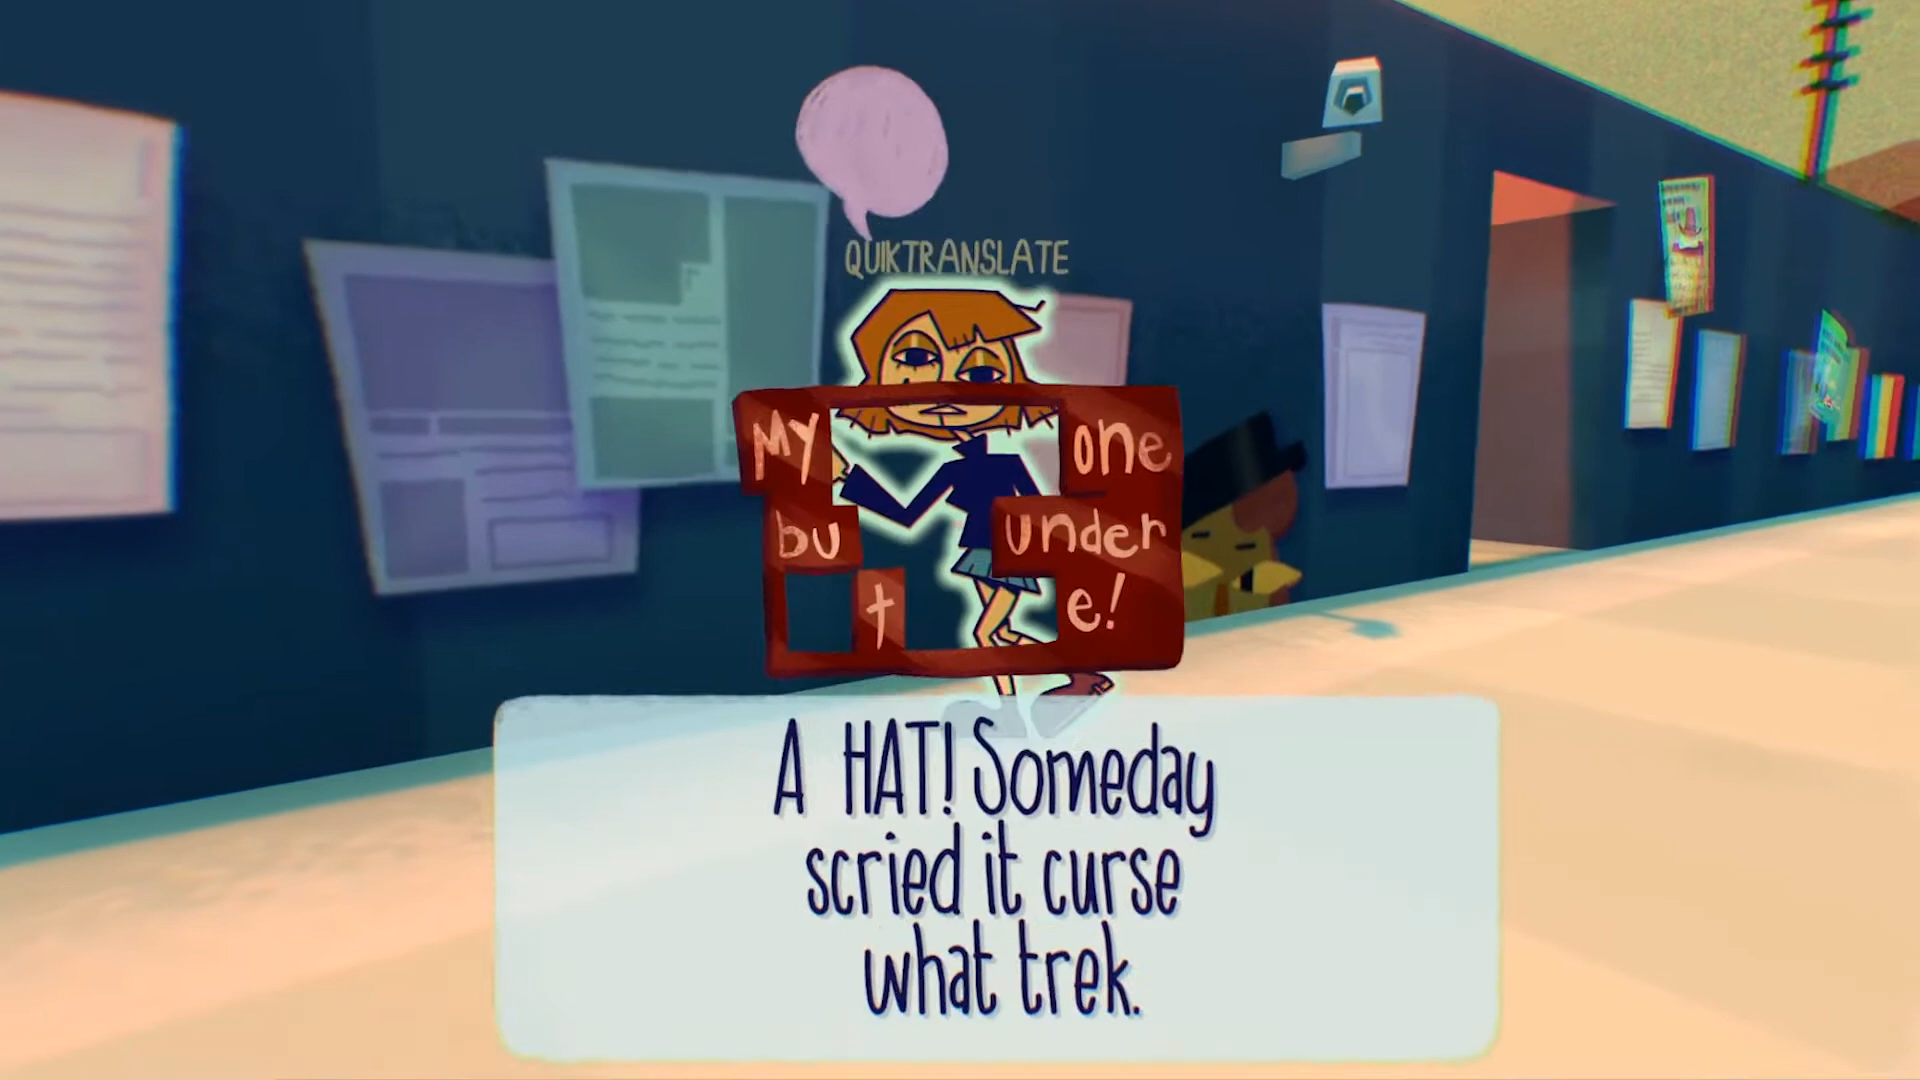 QUIKTRANSLATE
My one
bu under
t e!
A HAT! Someday
scried it curse
what trek.